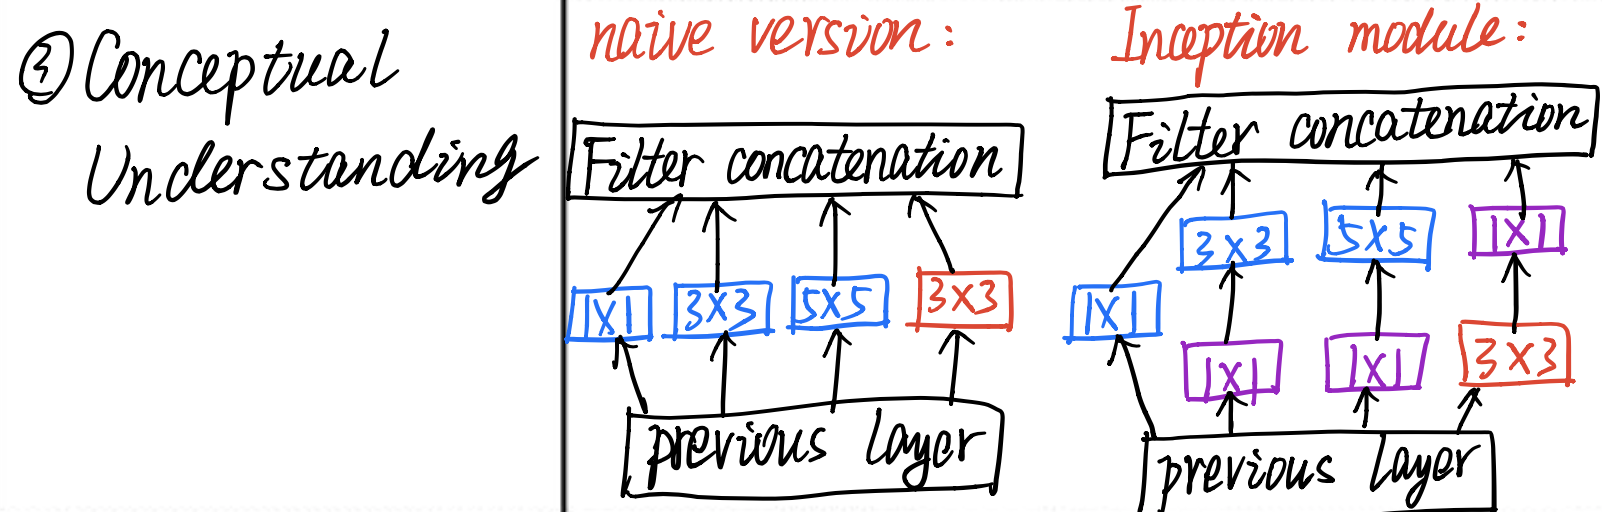 ② Conceptual
Understanding
naive version:
Filter concatenation
1X1 3X3 5X5 3X3
previous layer
Inception module:
Filter concatenation
3X3 5X5 1X1
1X1
1X1 1X1 3X3
previous layer